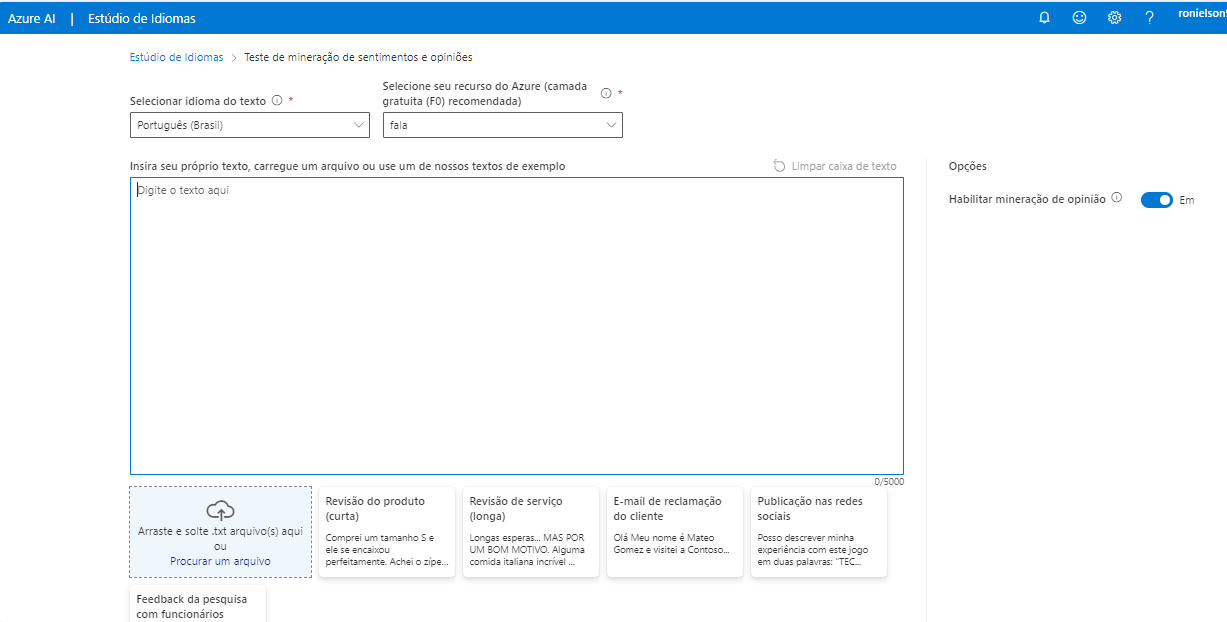 Azure AI | Estúdio de Idiomas
ronielson
Estúdio de Idiomas > Teste de mineração de sentimentos e opiniões
Selecionar idioma do texto *
Português (Brasil)
Selecione seu recurso do Azure (camada
gratuita (F0) recomendada) *
fala
Insira seu próprio texto, carregue um arquivo ou use um de nossos textos de exemplo
Limpar caixa de texto
Digite o texto aqui
0/5000
Opções
Habilitar mineração de opinião
Em
Arraste e solte .txt arquivo(s) aqui
ou
Procurar um arquivo
Revisão do produto
(curta)
Comprei um tamanho S e
ele se encaixou
perfeitamente. Achei o zípe...
Revisão de serviço
(longa)
Longas esperas... MAS POR
UM BOM MOTIVO. Alguma
comida italiana incrível ...
E-mail de reclamação
do cliente
Olá Meu nome é Mateo
Gomez e visitei a Contoso...
Publicação nas redes
sociais
Posso descrever minha
experiência com este jogo
em duas palavras: "TEC...
Feedback da pesquisa
com funcionários